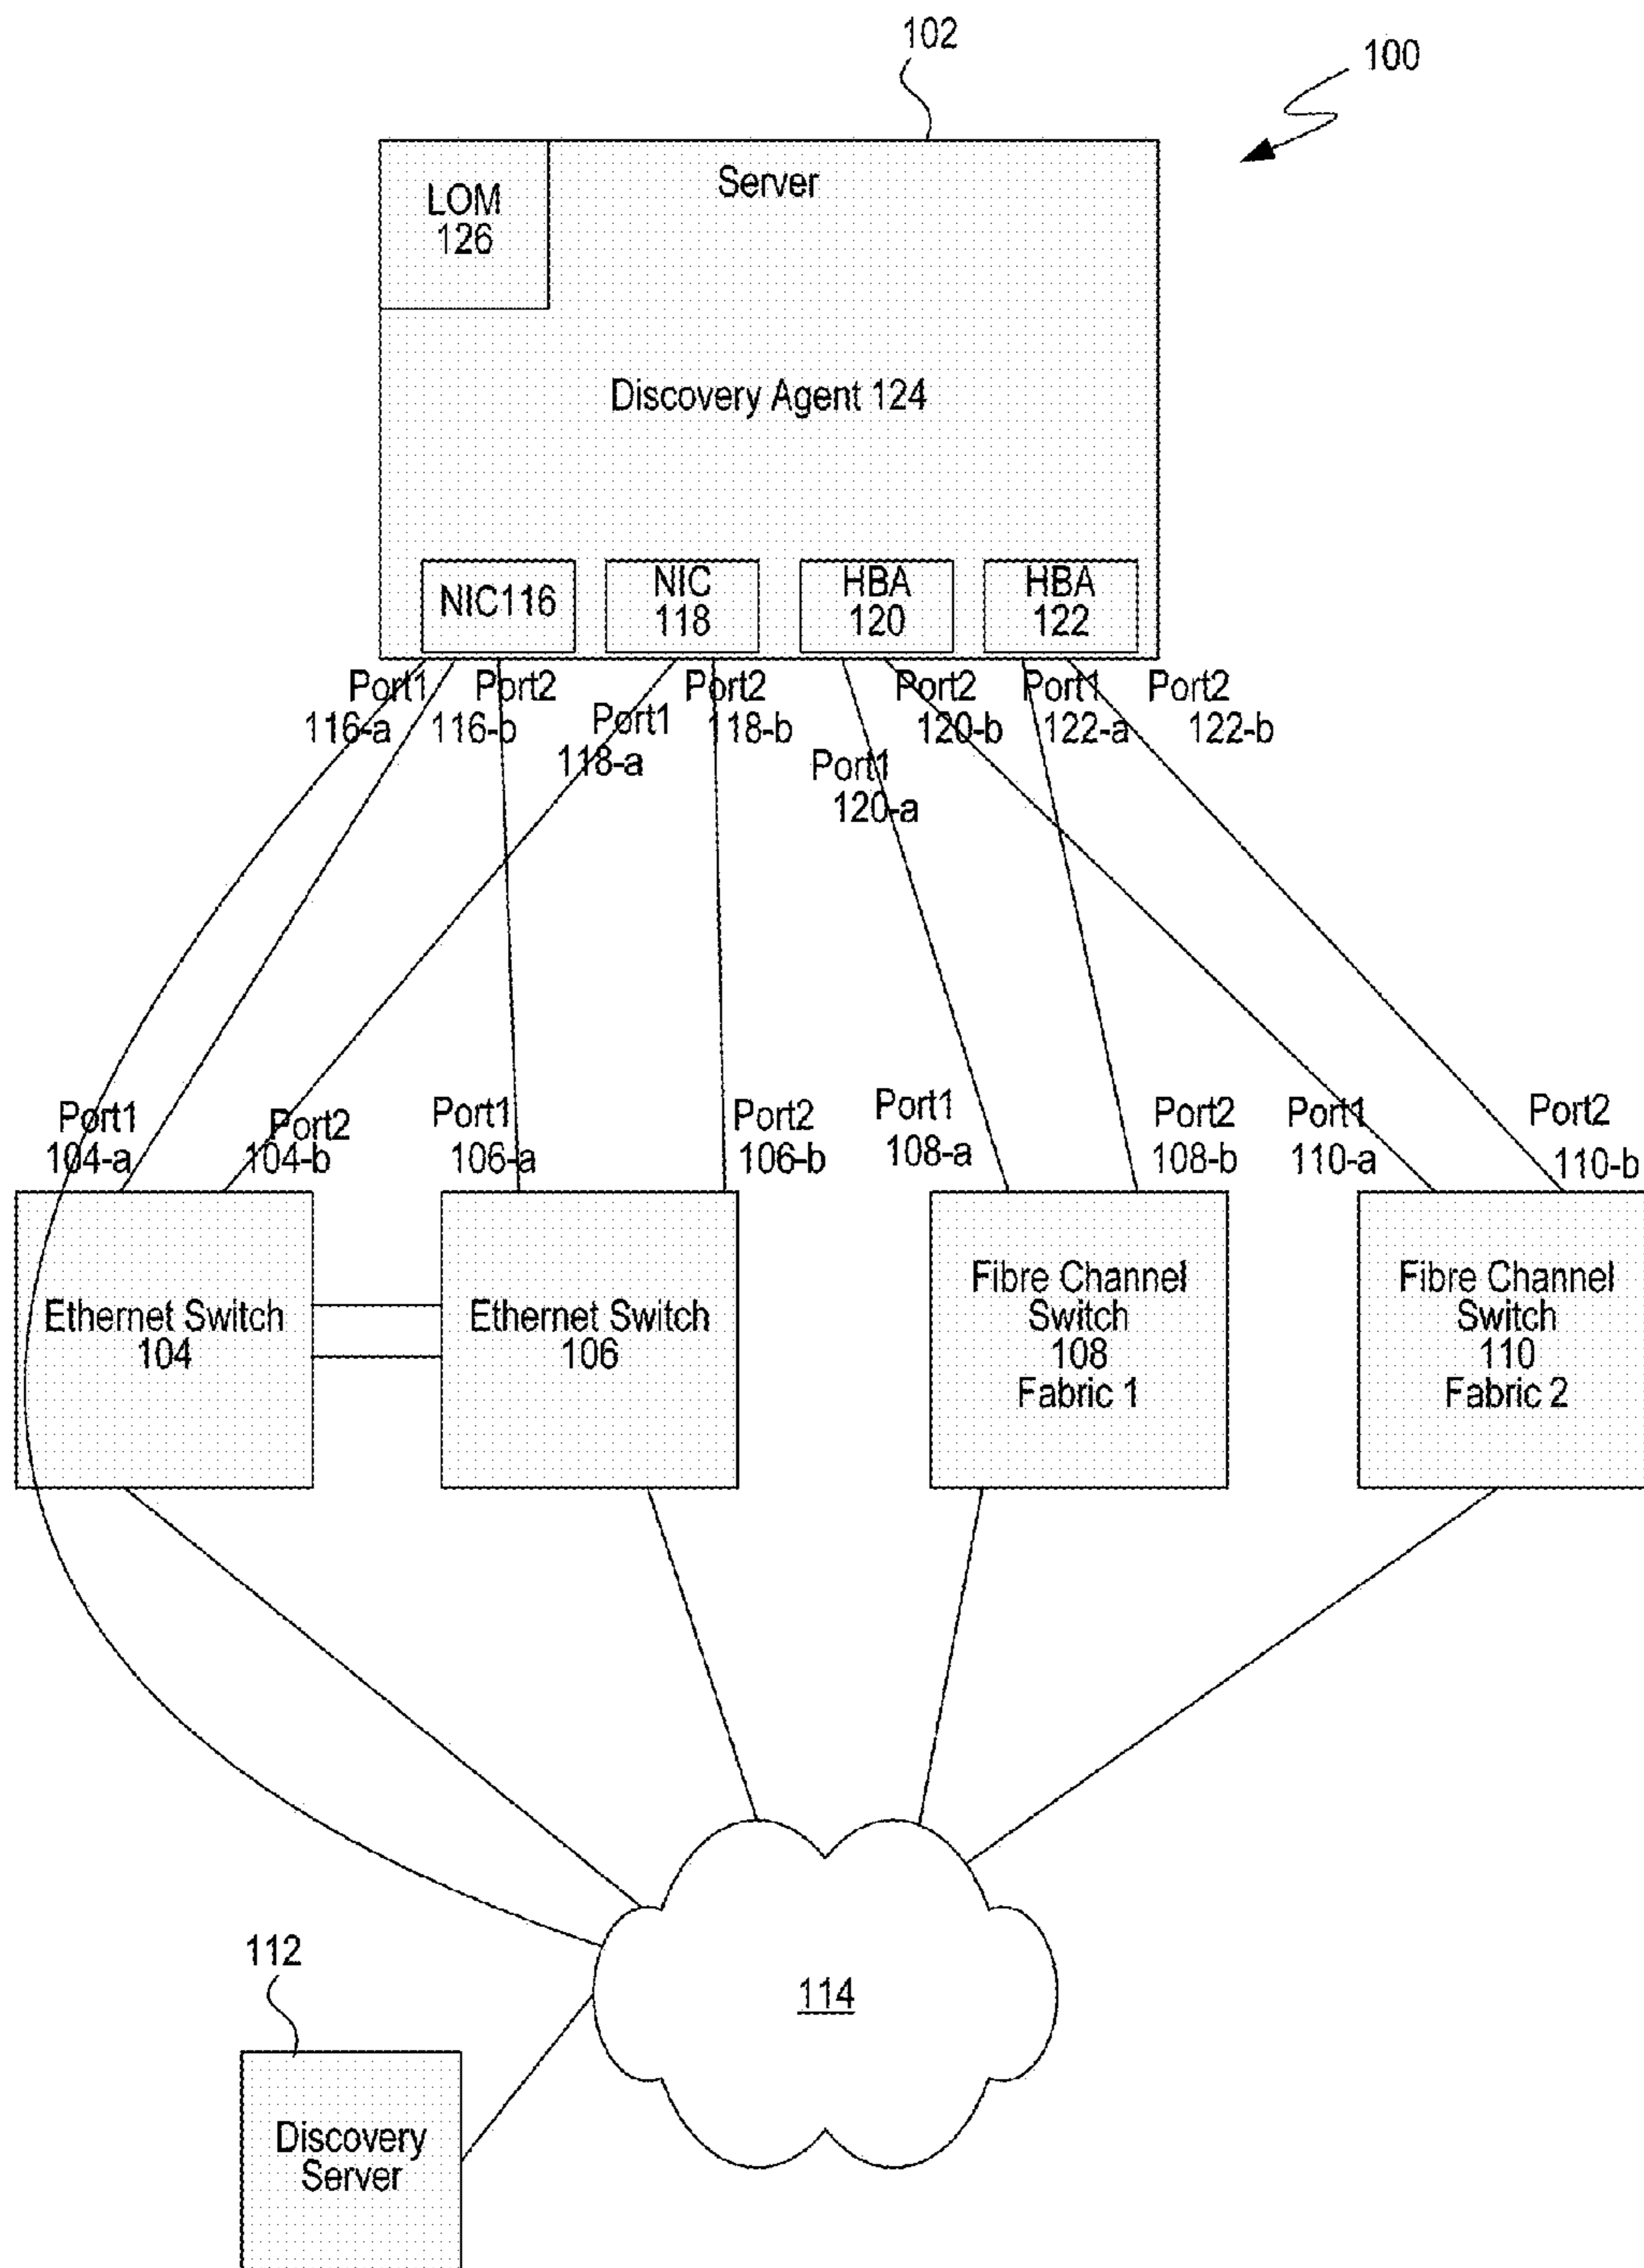 102
100
LOM
126
Server
Discovery Agent 124
NIC116
NIC
118
HBA
120
HBA
122
Port1
116-a
Port2
116-b
Port1
118-a
Port2
118-b
Port1
120-a
Port2
120-b
Port1
122-a
Port2
122-b
Port1
104-a
Port2
104-b
Port1
106-a
Port2
106-b
Port1
108-a
Port2
108-b
Port1
110-a
Port2
110-b
Ethernet Switch
104
Ethernet Switch
106
Fibre Channel
Switch
108
Fabric 1
Fibre Channel
Switch
110
Fabric 2
112
114
Discovery
Server